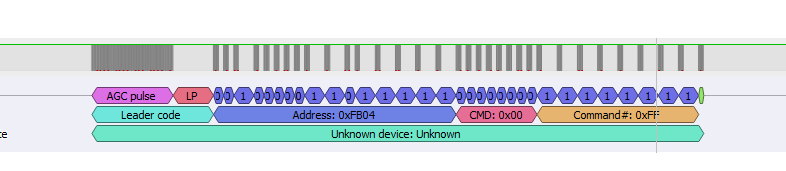 AGC pulse LP 0 0 1 0 0 0 0 0 1 1 0 1 1 1 1 1 0 0 0 0 0 0 0 0 1 1 1 1 1 1 1 1
Leader code Address: 0xFB04 CMD: 0x00 Command#: 0xFF
te Unknown device: Unknown